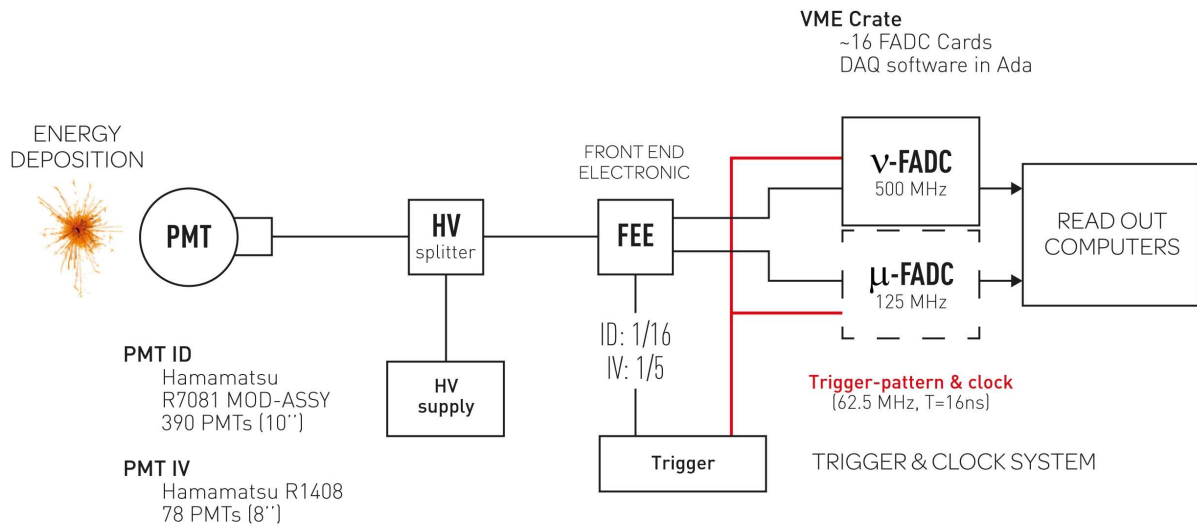 VME Crate
~16 FADC Cards
DAQ software in Ada
ENERGY
DEPOSITION
FRONT END
ELECTRONIC
PMT
HV
splitter
FEE
ν-FADC
500 MHz
μ-FADC
125 MHz
READ OUT
COMPUTERS
ID: 1/16
IV: 1/5
PMT ID
Hamamatsu
R7081 MOD-ASSY
390 PMTs (10’’)
HV
supply
Trigger-pattern & clock
(62.5 MHz, T=16ns)
Trigger
TRIGGER & CLOCK SYSTEM
PMT IV
Hamamatsu R1408
78 PMTs (8’’)